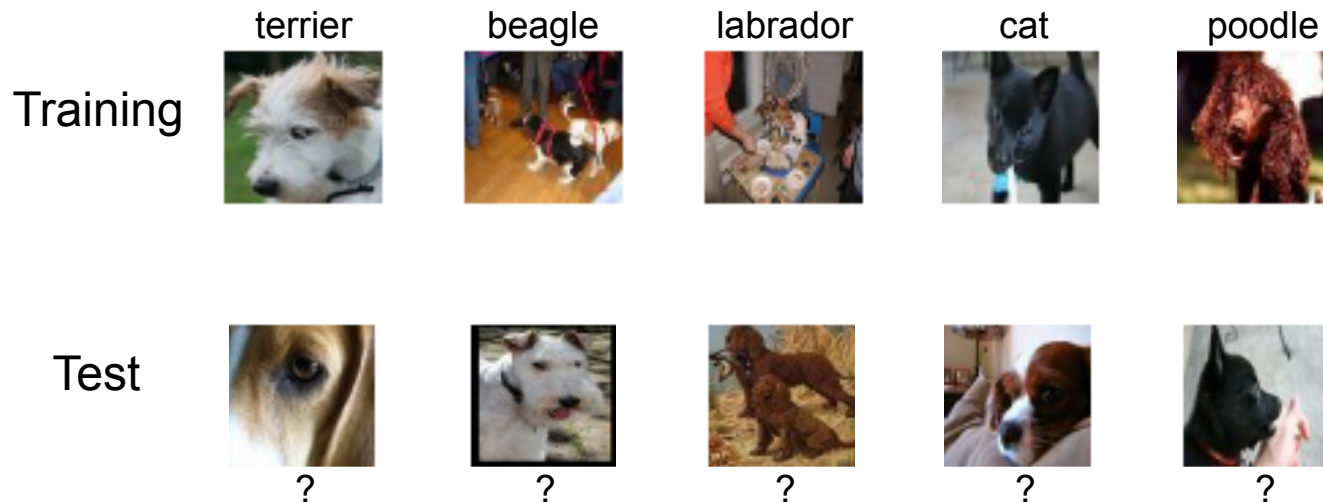 terrier beagle labrador cat poodle
Training
Test
? ? ? ? ?